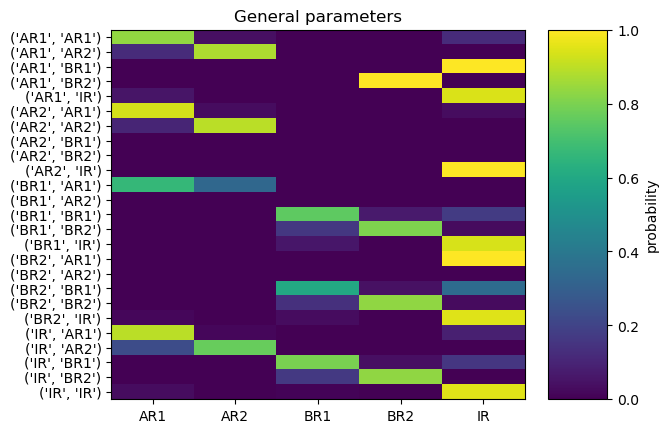 General parameters
('AR1', 'AR1')
('AR1', 'AR2')
('AR1', 'BR1')
('AR1', 'BR2')
('AR1', 'IR')
('AR2', 'AR1')
('AR2', 'AR2')
('AR2', 'BR1')
('AR2', 'BR2')
('AR2', 'IR')
('BR1', 'AR1')
('BR1', 'AR2')
('BR1', 'BR1')
('BR1', 'BR2')
('BR1', 'IR')
('BR2', 'AR1')
('BR2', 'AR2')
('BR2', 'BR1')
('BR2', 'BR2')
('BR2', 'IR')
('IR', 'AR1')
('IR', 'AR2')
('IR', 'BR1')
('IR', 'BR2')
('IR', 'IR')
AR1 AR2 BR1 BR2 IR
1.0
0.8
0.6
0.4
0.2
0.0
probability